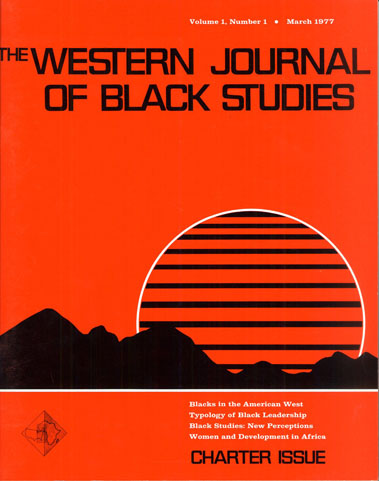 Volume 1, Number 1 • March 1977
THE WESTERN JOURNAL
OF BLACK STUDIES
Blacks in the American West
Typology of Black Leadership
Black Studies: New Perceptions
Women and Development in Africa
CHARTER ISSUE